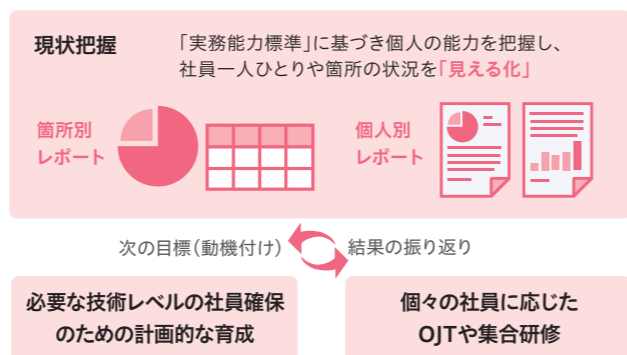 現状把握
「実務能力標準」に基づき個人の能力を把握し、
社員一人ひとりや箇所の状況を「見える化」
箇所別
レポート
個人別
レポート
次の目標(動機付け)
結果の振り返り
必要な技術レベルの社員確保
のための計画的な育成
個々の社員に応じた
OJTや集合研修